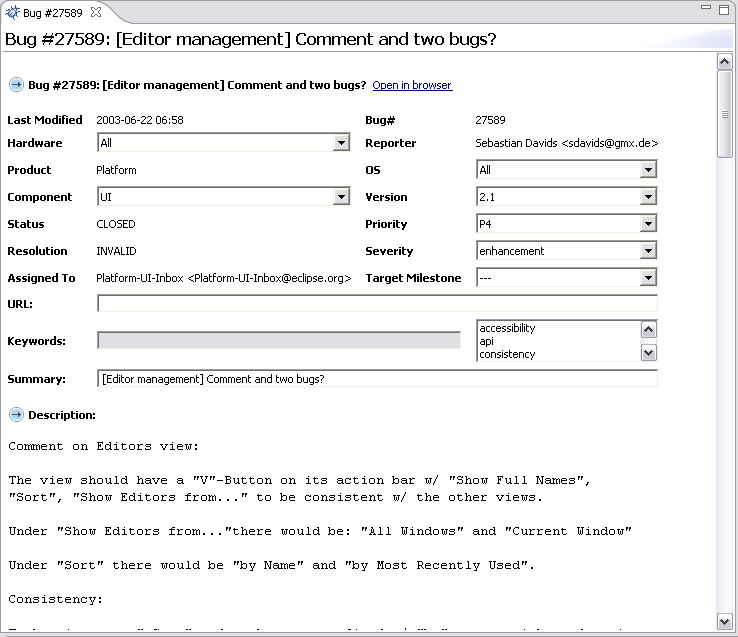 Bug #27589
Bug #27589: [Editor management] Comment and two bugs?
Bug #27589: [Editor management] Comment and two bugs? Open in browser
Last Modified 2003-06-22 06:58 Bug# 27589
Hardware All Reporter Sebastian Davids <sdavids@gmx.de>
Product Platform OS All
Component UI Version 2.1
Status CLOSED Priority P4
Resolution INVALID Severity enhancement
Assigned To Platform-UI-Inbox <Platform-UI-Inbox@eclipse.org> Target Milestone ---
URL:
Keywords: accessibility
api
consistency
Summary: [Editor management] Comment and two bugs?
Description:
Comment on Editors view:
The view should have a "V"-Button on its action bar w/ "Show Full Names",
"Sort", "Show Editors from..." to be consistent w/ the other views.
Under "Show Editors from..."there would be: "All Windows" and "Current Window"
Under "Sort" there would be "by Name" and "by Most Recently Used".
Consistency: